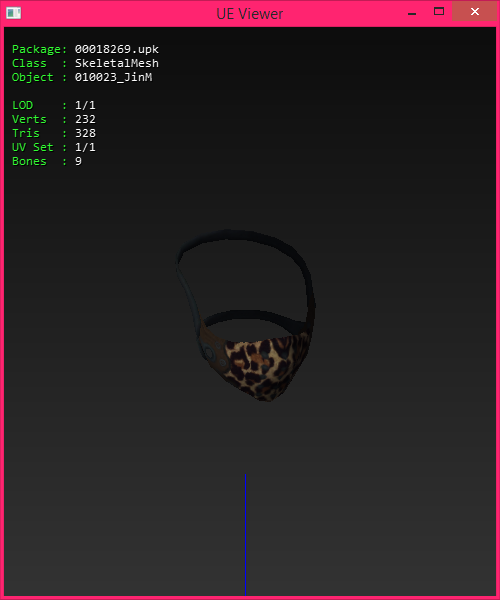 UE Viewer
Package: 00018269.upk
Class : SkeletalMesh
Object : 010023_JinM
LOD : 1/1
Verts : 232
Tris : 328
UV Set : 1/1
Bones : 9